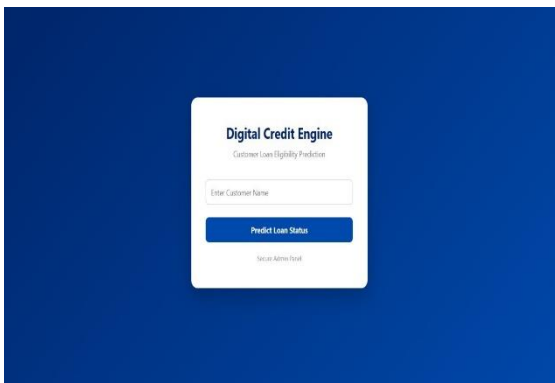 Digital Credit Engine
Customer Loan Eligibility Prediction
Enter Customer Name
Predict Loan Status
Secure Admin Panel